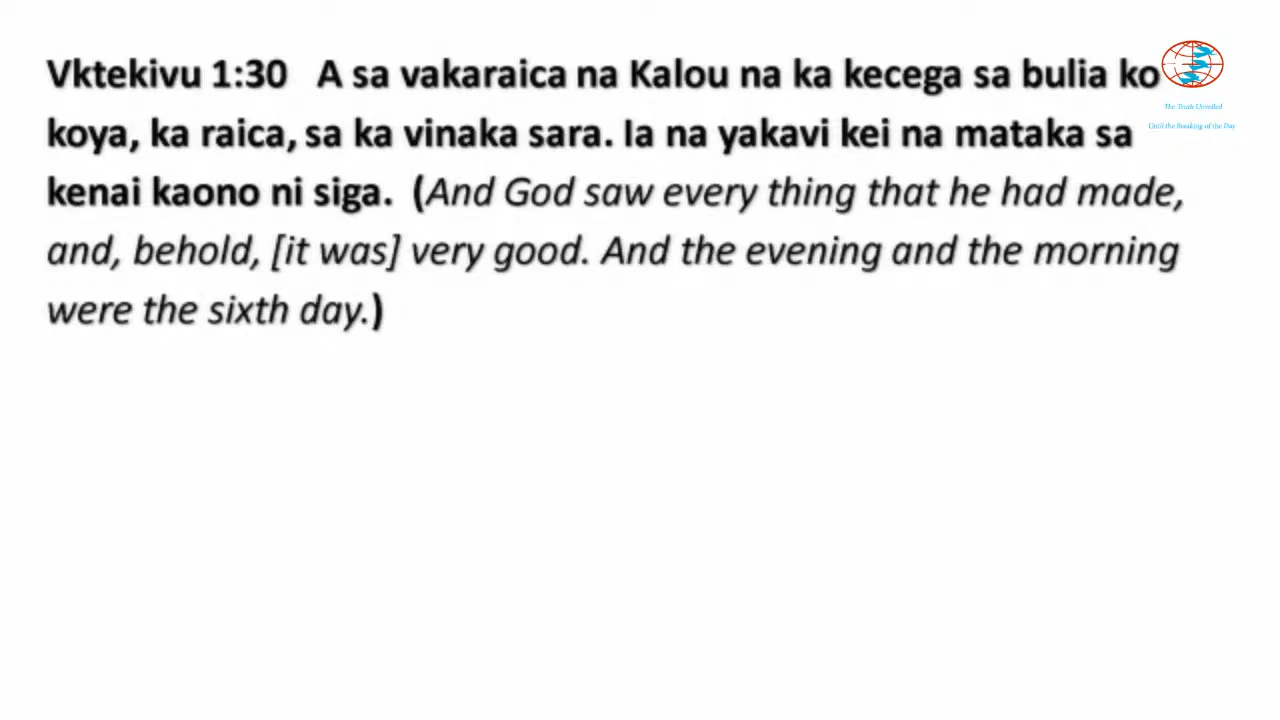 Vktekivu 1:30 A sa vakaraica na Kalou na ka kecega sa bulia ko
koya, ka raica, sa ka vinaka sara. Ia na yakavi kei na mataka sa
kenai kaono ni siga. (And God saw every thing that he had made,
and, behold, [it was] very good. And the evening and the morning
were the sixth day.)
The Truth Unveiled
Until the Breaking of the Day